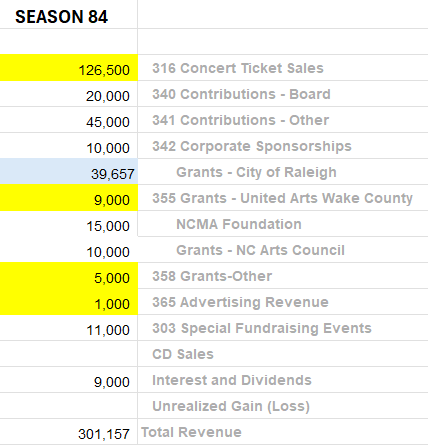 SEASON 84
126,500 316 Concert Ticket Sales
20,000 340 Contributions - Board
45,000 341 Contributions - Other
10,000 342 Corporate Sponsorships
39,657 Grants - City of Raleigh
9,000 355 Grants - United Arts Wake County
15,000 NCMA Foundation
10,000 Grants - NC Arts Council
5,000 358 Grants-Other
1,000 365 Advertising Revenue
11,000 303 Special Fundraising Events
CD Sales
9,000 Interest and Dividends
Unrealized Gain (Loss)
301,157 Total Revenue